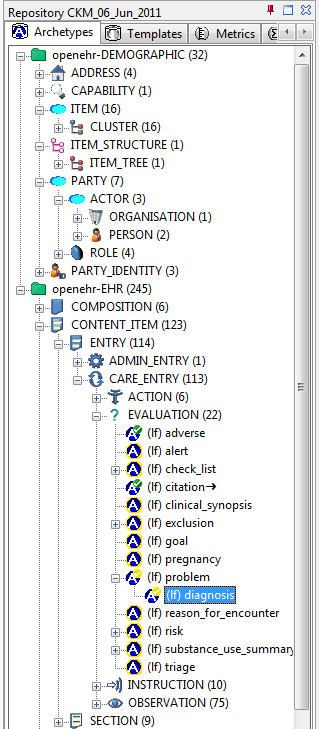 Repository CKM_06_Jun_2011
Archetypes Templates Metrics
openehr-DEMOGRAPHIC (32)
ADDRESS (4)
CAPABILITY (1)
ITEM (16)
CLUSTER (16)
ITEM_STRUCTURE (1)
ITEM_TREE (1)
PARTY (7)
ACTOR (3)
ORGANISATION (1)
PERSON (2)
ROLE (4)
PARTY_IDENTITY (3)
openehr-EHR (245)
COMPOSITION (6)
CONTENT_ITEM (123)
ENTRY (114)
ADMIN_ENTRY (1)
CARE_ENTRY (113)
ACTION (6)
EVALUATION (22)
(lf) adverse
(lf) alert
(lf) check_list
(lf) citation→
(lf) clinical_synopsis
(lf) exclusion
(lf) goal
(lf) pregnancy
(lf) problem
(lf) diagnosis
(lf) reason_for_encounter
(lf) risk
(lf) substance_use_summary
(lf) triage
INSTRUCTION (10)
OBSERVATION (75)
SECTION (9)